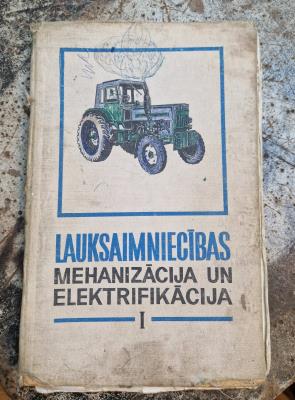 LAUKSAIMNIECĪBAS
MEHANIZĀCIJA UN
ELEKTRIFIKĀCIJA
I